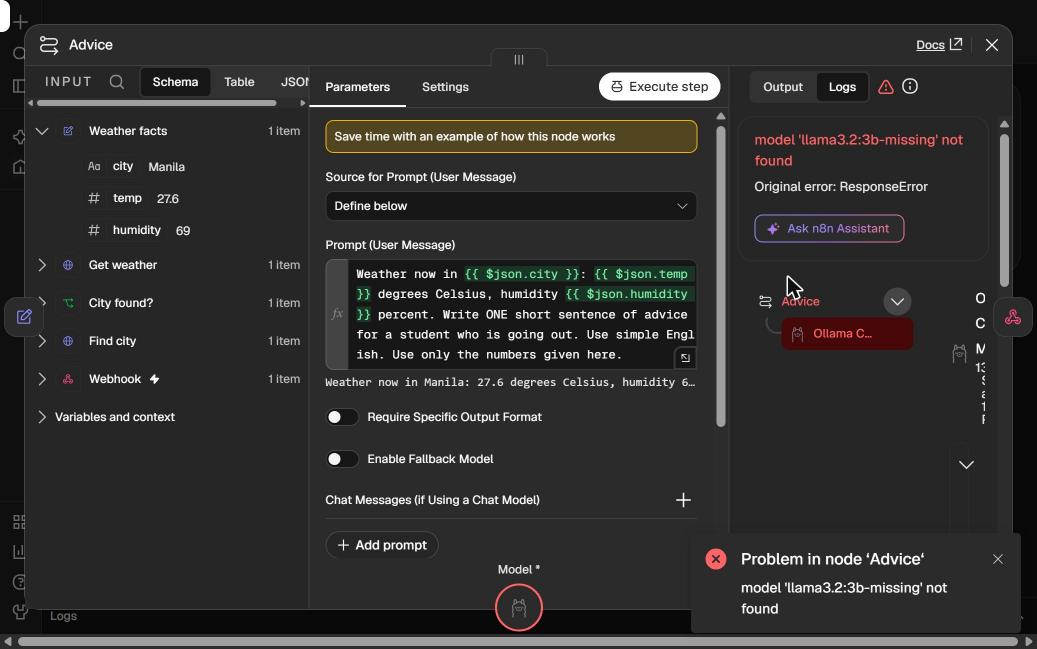 Advice
Docs
INPUT
Schema
Table
JSON
Parameters
Settings
Execute step
Output
Logs
Weather facts
1 item
Aa city Manila
# temp 27.6
# humidity 69
Get weather
1 item
City found?
1 item
Find city
1 item
Webhook
1 item
Variables and context
Save time with an example of how this node works
Source for Prompt (User Message)
Define below
Prompt (User Message)
fx
Weather now in {{ $json.city }}: {{ $json.temp
}} degrees Celsius, humidity {{ $json.humidity
}} percent. Write ONE short sentence of advice
for a student who is going out. Use simple Engl
ish. Use only the numbers given here.
Weather now in Manila: 27.6 degrees Celsius, humidity 6…
Require Specific Output Format
Enable Fallback Model
Chat Messages (if Using a Chat Model)
Add prompt
Model *
model 'llama3.2:3b-missing' not
found
Original error: ResponseError
Ask n8n Assistant
Advice
Ollama C...
Problem in node ‘Advice‘
model 'llama3.2:3b-missing' not
found
Logs